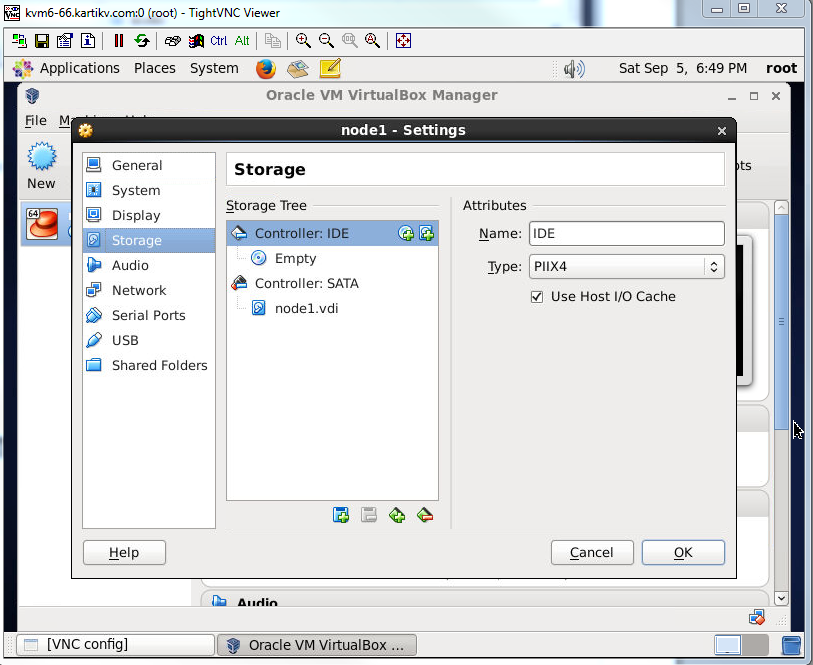 kvm6-66.kartikv.com:0 (root) - TightVNC Viewer
Ctrl Alt
Applications Places System Sat Sep 5, 6:49 PM root
Oracle VM VirtualBox Manager
File
node1 - Settings
New
64
General
System
Display
Storage
Audio
Network
Serial Ports
USB
Shared Folders
Storage
Storage Tree
Controller: IDE
Empty
Controller: SATA
node1.vdi
Attributes
Name: IDE
Type: PIIX4
Use Host I/O Cache
Help Cancel OK
Audio
[VNC config] Oracle VM VirtualBox ...